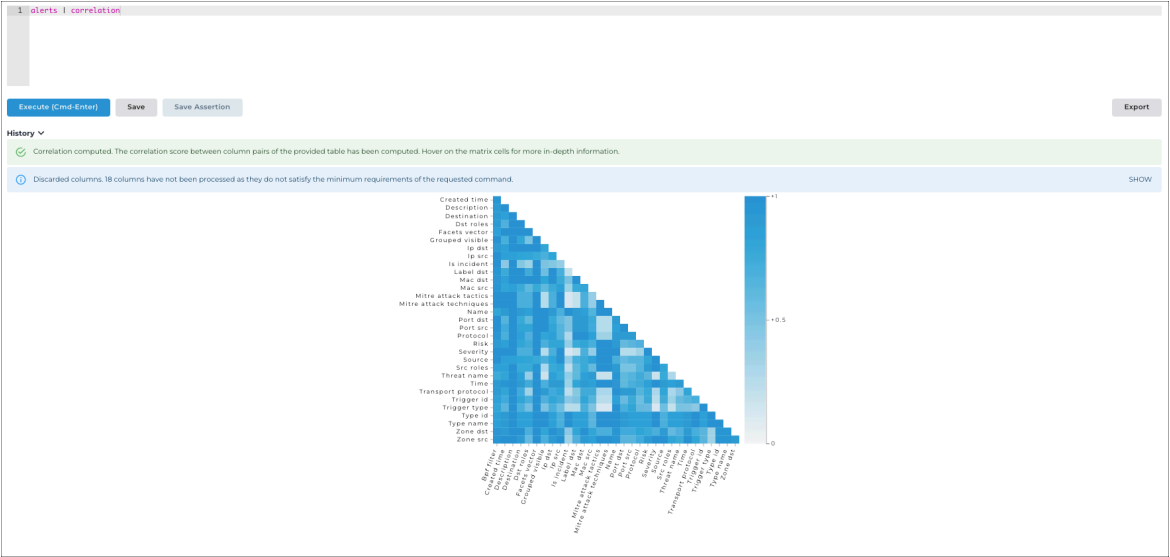 1 alerts | correlation
Execute (Cmd-Enter) Save Save Assertion Export
History
Correlation computed. The correlation score between column pairs of the provided table has been computed. Hover on the matrix cells for more in-depth information.
Discarded columns. 18 columns have not been processed as they do not satisfy the minimum requirements of the requested command. SHOW
Created time
Description
Destination
Dst roles
Facets vector
Grouped visible
Ip dst
Ip src
Is incident
Label dst
Mac dst
Mac src
Mitre attack tactics
Mitre attack techniques
Name
Port dst
Port src
Protocol
Risk
Severity
Source
Src roles
Threat name
Time
Transport protocol
Trigger id
Trigger type
Type id
Type name
Zone dst
Zone src
+1
+0.5
0
Bpf filter
Created time
Description
Destination
Dst roles
Facets vector
Grouped visible
Ip dst
Ip src
Is incident
Label dst
Mac dst
Mac src
Mitre attack tactics
Mitre attack techniques
Name
Port dst
Port src
Protocol
Risk
Severity
Source
Src roles
Threat name
Time
Transport protocol
Trigger id
Trigger type
Type id
Type name
Zone dst